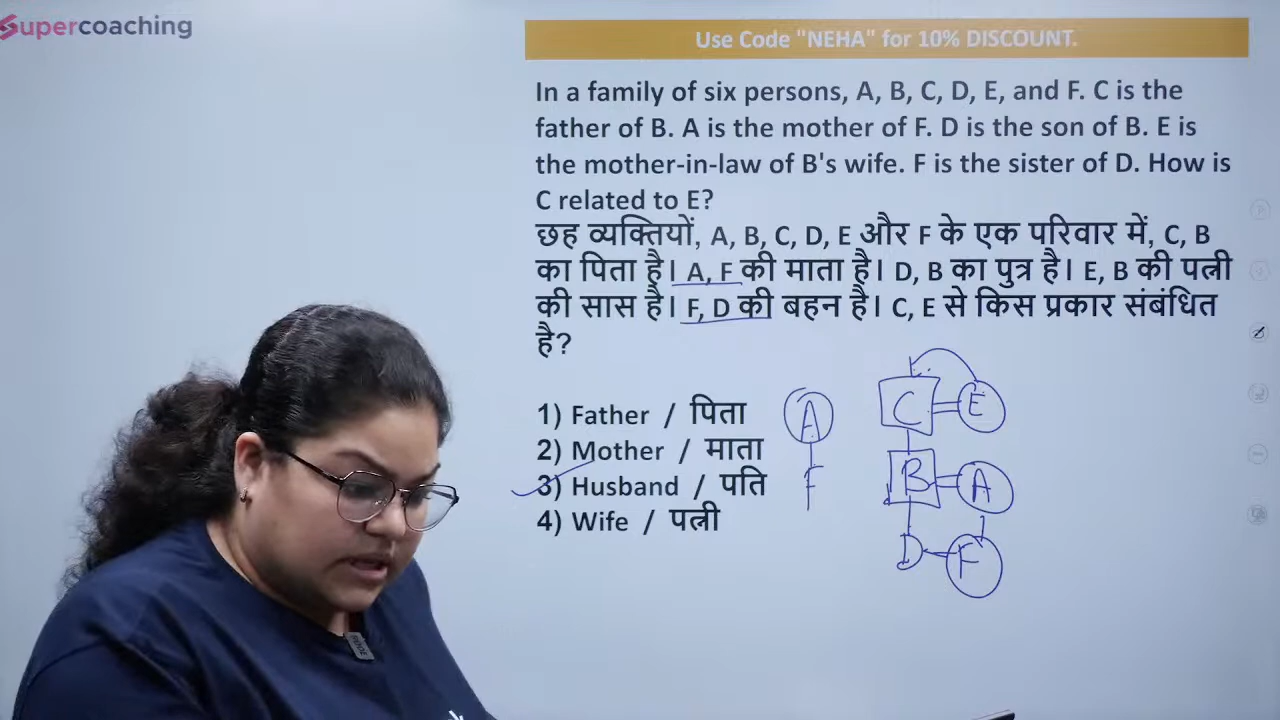 Supercoaching
Use Code "NEHA" for 10% DISCOUNT.
In a family of six persons, A, B, C, D, E, and F. C is the
father of B. A is the mother of F. D is the son of B. E is
the mother-in-law of B's wife. F is the sister of D. How is
C related to E?
छह व्यक्तियों, A, B, C, D, E और F के एक परिवार में, C, B
का पिता है। A, F की माता है। D, B का पुत्र है। E, B की पत्नी
की सास है। F, D की बहन है। C, E से किस प्रकार संबंधित
है?
1) Father / पिता
2) Mother / माता
3) Husband / पति
4) Wife / पत्नी
A
F
C E
B A
D F